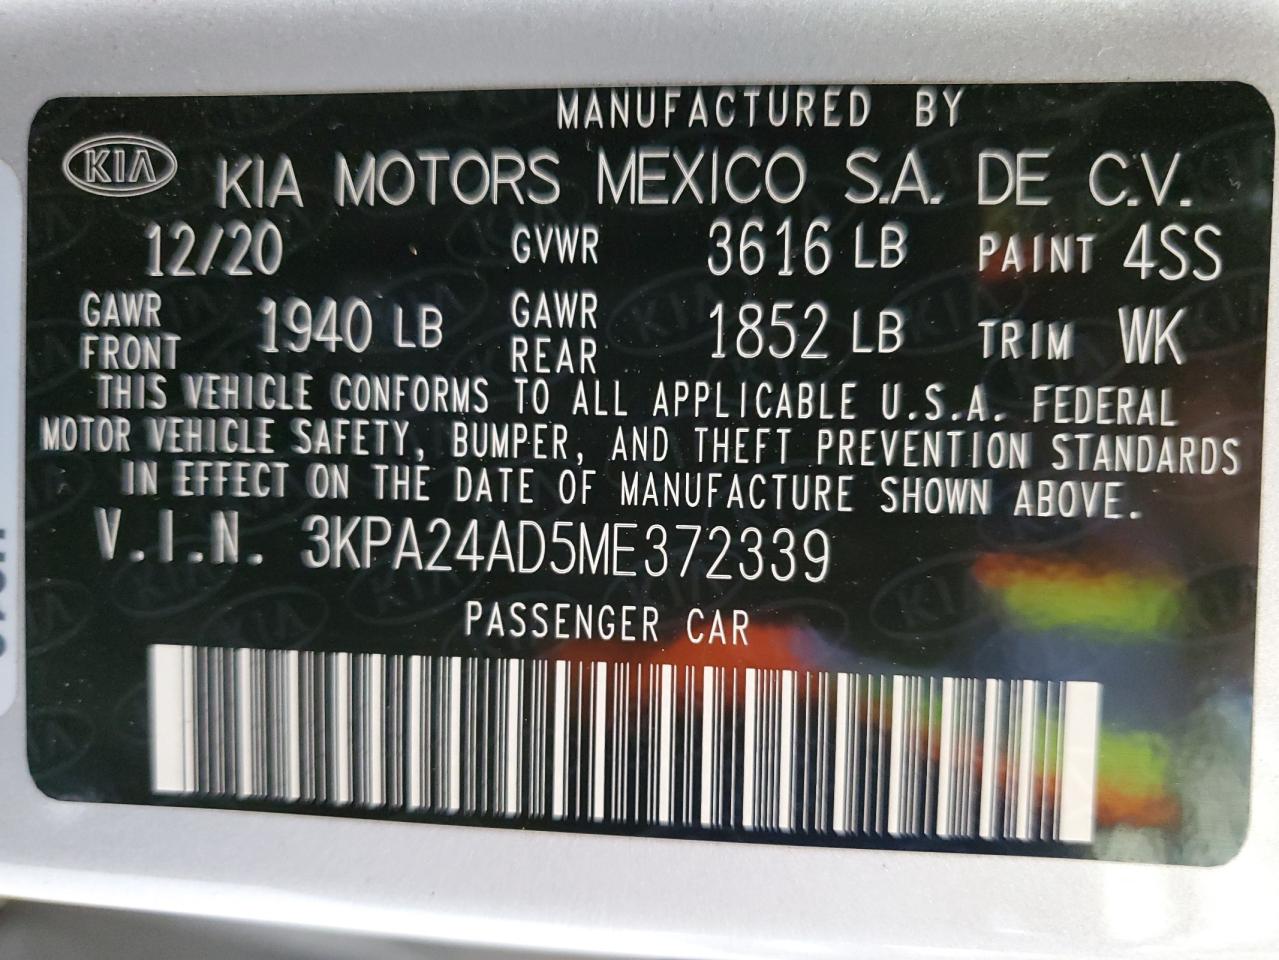 MANUFACTURED BY
KIA KIA MOTORS MEXICO S.A. DE C.V.
12/20 GVWR 3616 LB PAINT 4SS
GAWR FRONT 1940 LB GAWR REAR 1852 LB TRIM WK
THIS VEHICLE CONFORMS TO ALL APPLICABLE U.S.A. FEDERAL
MOTOR VEHICLE SAFETY, BUMPER, AND THEFT PREVENTION STANDARDS
IN EFFECT ON THE DATE OF MANUFACTURE SHOWN ABOVE.
V.I.N. 3KPA24AD5ME372339
PASSENGER CAR